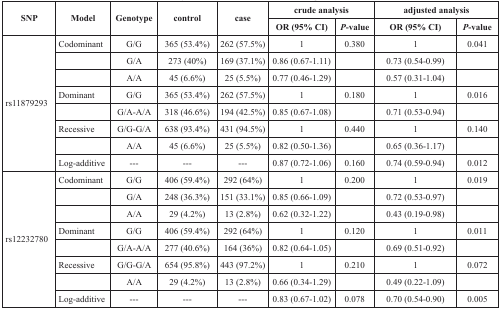 SNP Model Genotype control case crude analysis adjusted analysis
OR (95% CI) P-value OR (95% CI) P-value
rs11879293
Codominant G/G 365 (53.4%) 262 (57.5%) 1 0.380 1 0.041
G/A 273 (40%) 169 (37.1%) 0.86 (0.67-1.11) 0.73 (0.54-0.99)
A/A 45 (6.6%) 25 (5.5%) 0.77 (0.46-1.29) 0.57 (0.31-1.04)
Dominant G/G 365 (53.4%) 262 (57.5%) 1 0.180 1 0.016
G/A-A/A 318 (46.6%) 194 (42.5%) 0.85 (0.67-1.08) 0.71 (0.53-0.94)
Recessive G/G-G/A 638 (93.4%) 431 (94.5%) 1 0.440 1 0.140
A/A 45 (6.6%) 25 (5.5%) 0.82 (0.50-1.36) 0.65 (0.36-1.17)
Log-additive --- --- --- 0.87 (0.72-1.06) 0.160 0.74 (0.59-0.94) 0.012
rs12232780
Codominant G/G 406 (59.4%) 292 (64%) 1 0.200 1 0.019
G/A 248 (36.3%) 151 (33.1%) 0.85 (0.66-1.09) 0.72 (0.53-0.97)
A/A 29 (4.2%) 13 (2.8%) 0.62 (0.32-1.22) 0.43 (0.19-0.98)
Dominant G/G 406 (59.4%) 292 (64%) 1 0.120 1 0.011
G/A-A/A 277 (40.6%) 164 (36%) 0.82 (0.64-1.05) 0.69 (0.51-0.92)
Recessive G/G-G/A 654 (95.8%) 443 (97.2%) 1 0.210 1 0.072
A/A 29 (4.2%) 13 (2.8%) 0.66 (0.34-1.29) 0.49 (0.22-1.09)
Log-additive --- --- --- 0.83 (0.67-1.02) 0.078 0.70 (0.54-0.90) 0.005